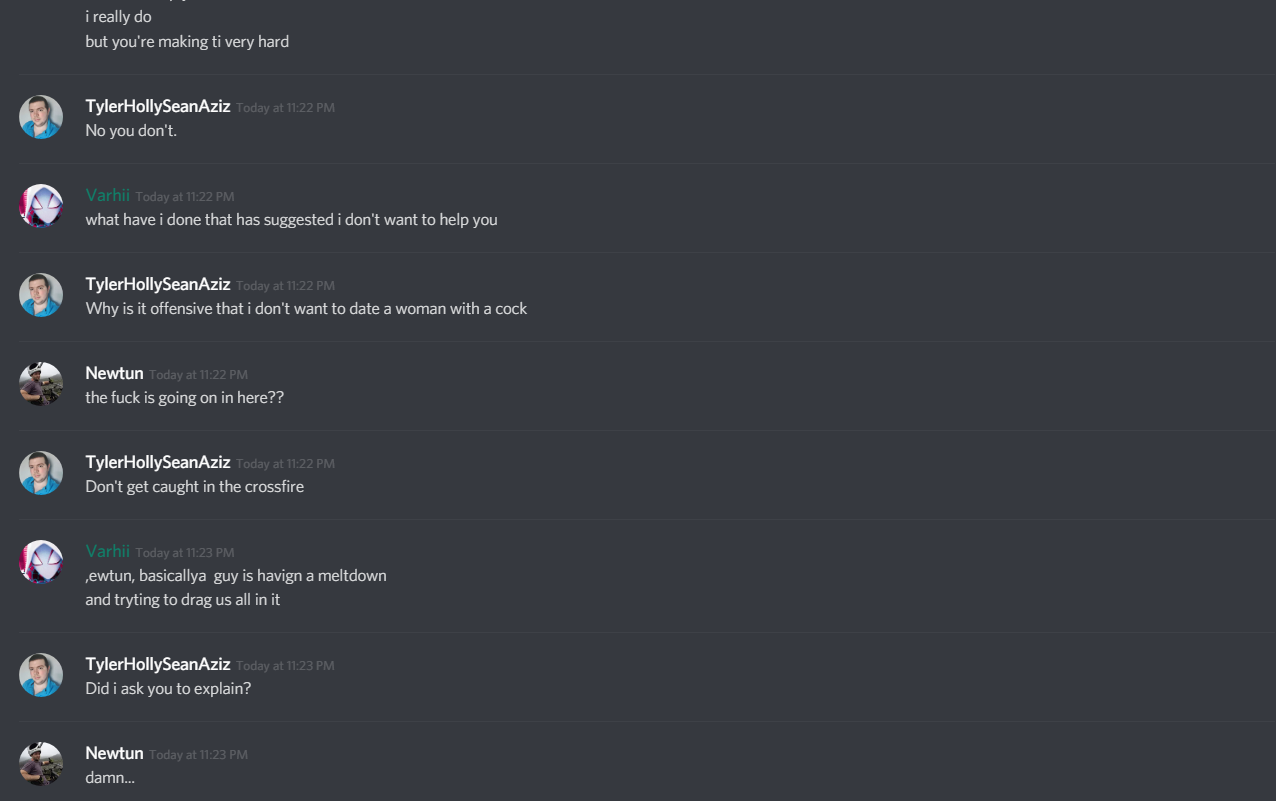 i really do
but you're making ti very hard
TylerHollySeanAziz Today at 11:22 PM
No you don't.
Varhii Today at 11:22 PM
what have i done that has suggested i don't want to help you
TylerHollySeanAziz Today at 11:22 PM
Why is it offensive that i don't want to date a woman with a cock
Newtun Today at 11:22 PM
the fuck is going on in here??
TylerHollySeanAziz Today at 11:22 PM
Don't get caught in the crossfire
Varhii Today at 11:23 PM
,ewtun, basicallya  guy is havign a meltdown
and tryting to drag us all in it
TylerHollySeanAziz Today at 11:23 PM
Did i ask you to explain?
Newtun Today at 11:23 PM
damn...